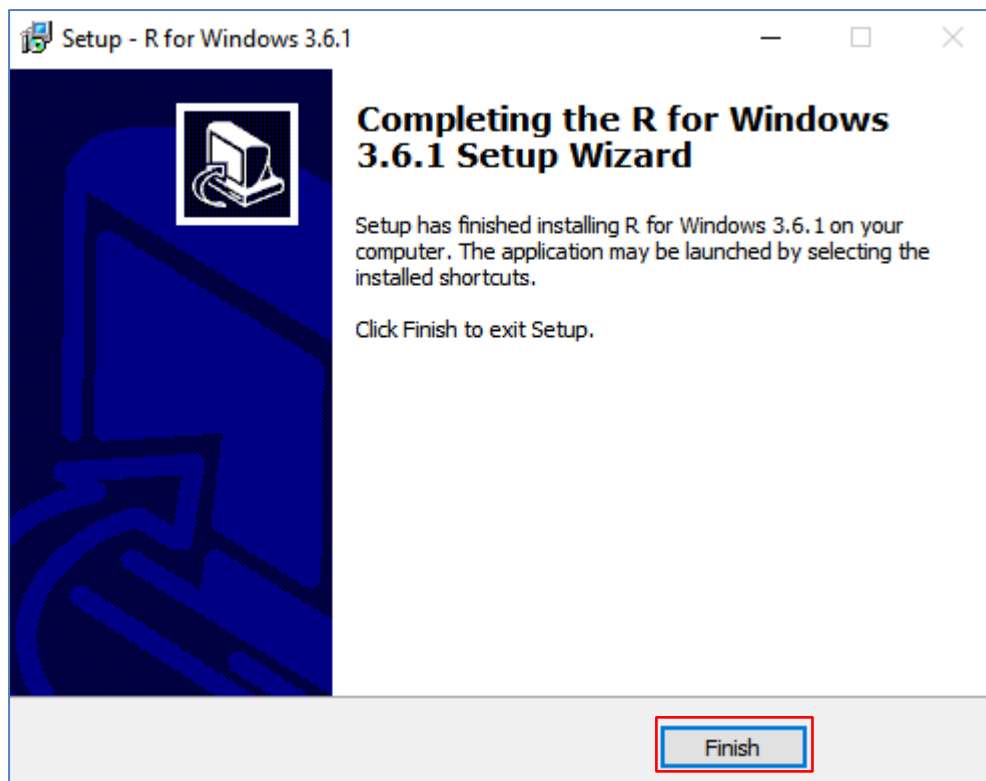 Setup - R for Windows 3.6.1
Completing the R for Windows
3.6.1 Setup Wizard
Setup has finished installing R for Windows 3.6.1 on your
computer. The application may be launched by selecting the
installed shortcuts.
Click Finish to exit Setup.
Finish